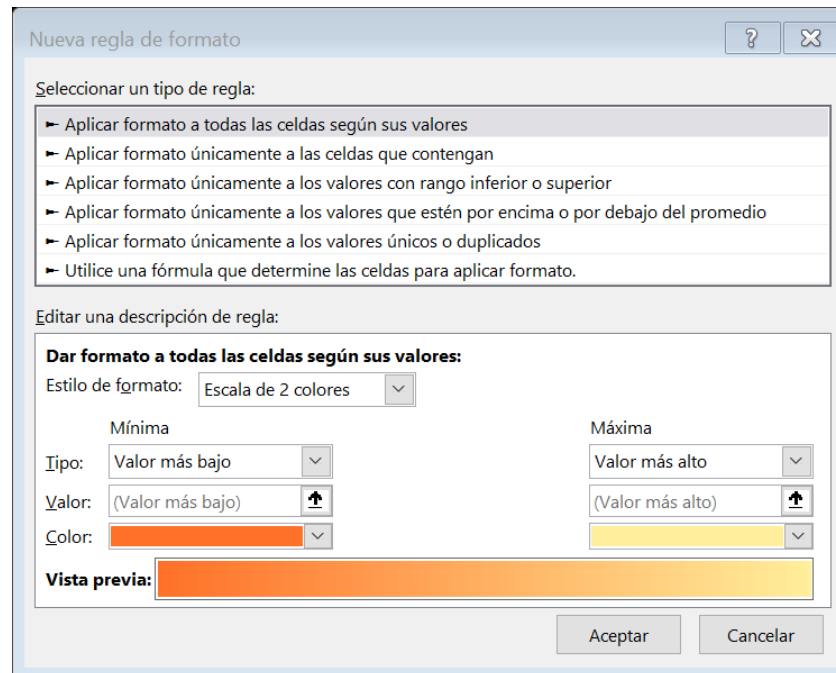 Nueva regla de formato
Seleccionar un tipo de regla:
► Aplicar formato a todas las celdas según sus valores
► Aplicar formato únicamente a las celdas que contengan
► Aplicar formato únicamente a los valores con rango inferior o superior
► Aplicar formato únicamente a los valores que estén por encima o por debajo del promedio
► Aplicar formato únicamente a los valores únicos o duplicados
► Utilice una fórmula que determine las celdas para aplicar formato.
Editar una descripción de regla:
Dar formato a todas las celdas según sus valores:
Estilo de formato: Escala de 2 colores
Mínima Máxima
Tipo: Valor más bajo Valor más alto
Valor: (Valor más bajo) (Valor más alto)
Color:
Vista previa:
Aceptar Cancelar